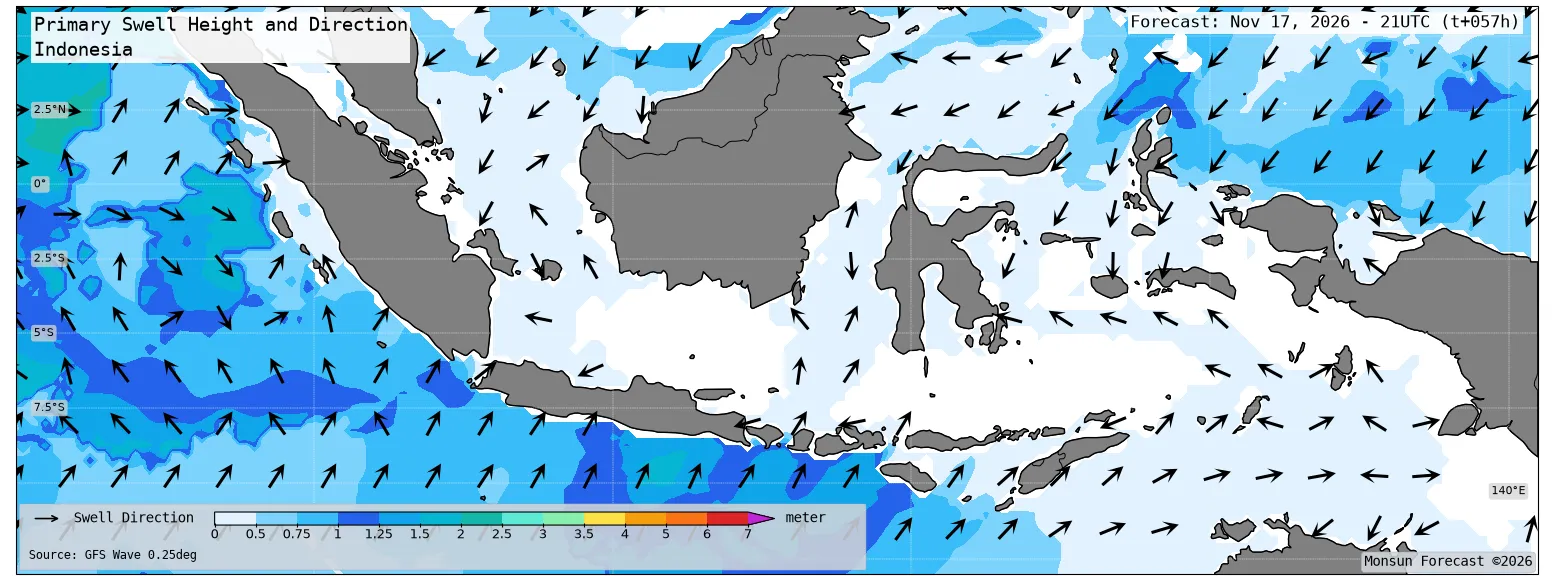 Primary Swell Height and Direction
Indonesia
Forecast: Nov 17, 2026 - 21UTC (t+057h)
2.5°N
0°
2.5°S
5°S
7.5°S
140°E
Swell Direction
0 0.5 0.75 1 1.25 1.5 2 2.5 3 3.5 4 5 6 7 meter
Source: GFS Wave 0.25deg
Monsun Forecast ©2026